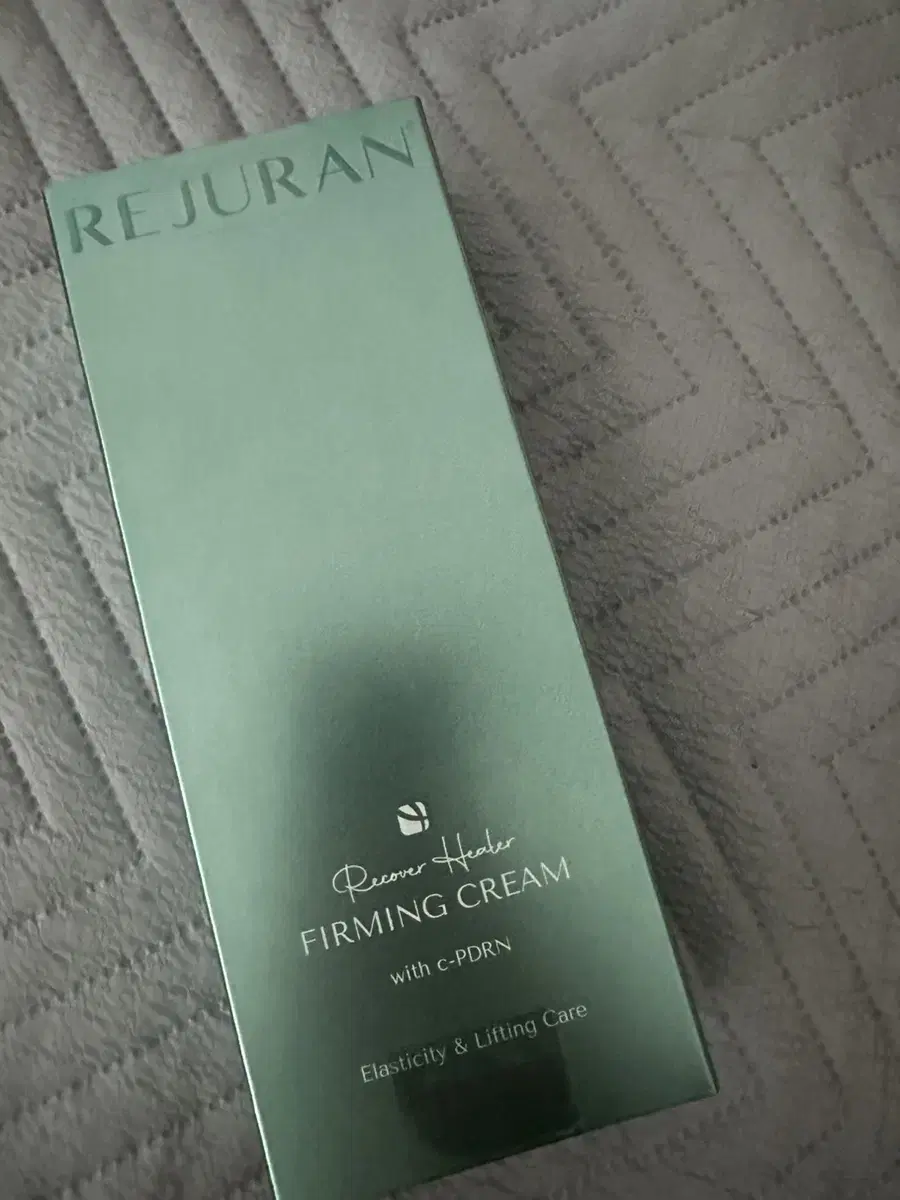 REJURAN®
Recover Healer
FIRMING CREAM
with c-PDRN
Elasticity & Lifting Care